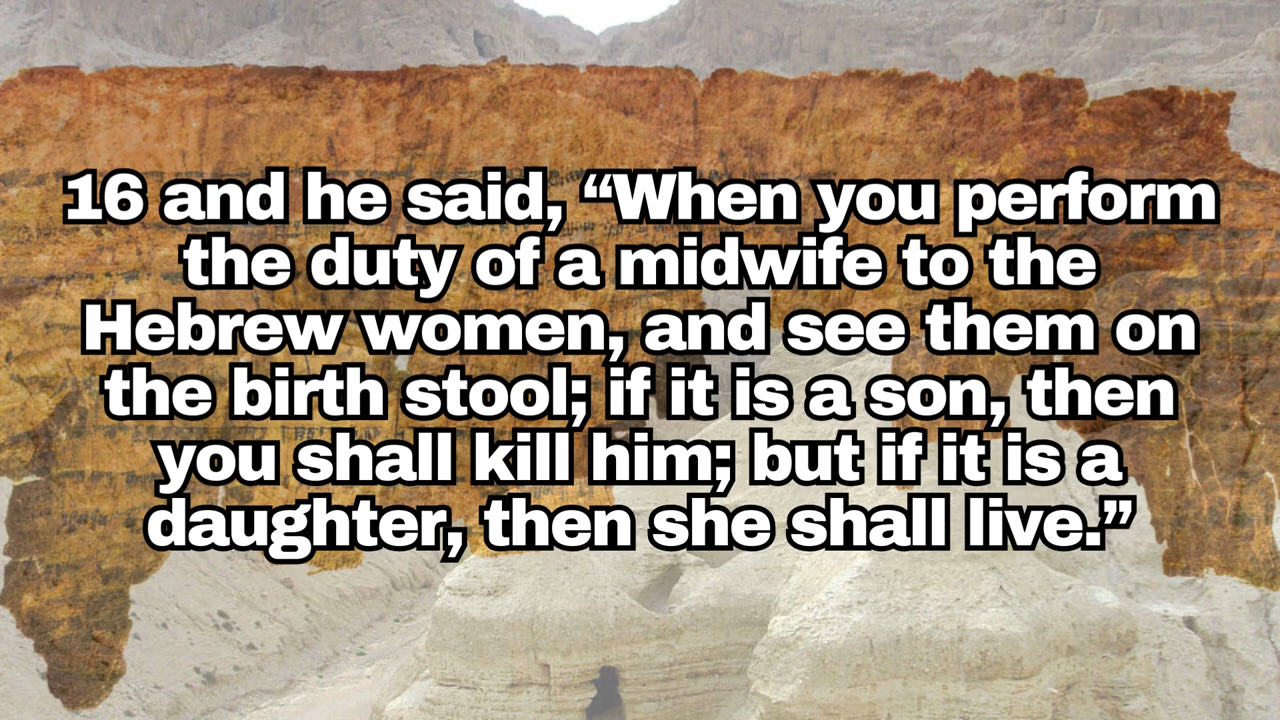 16 and he said, “When you perform
the duty of a midwife to the
Hebrew women, and see them on
the birth stool; if it is a son, then
you shall kill him; but if it is a
daughter, then she shall live.”